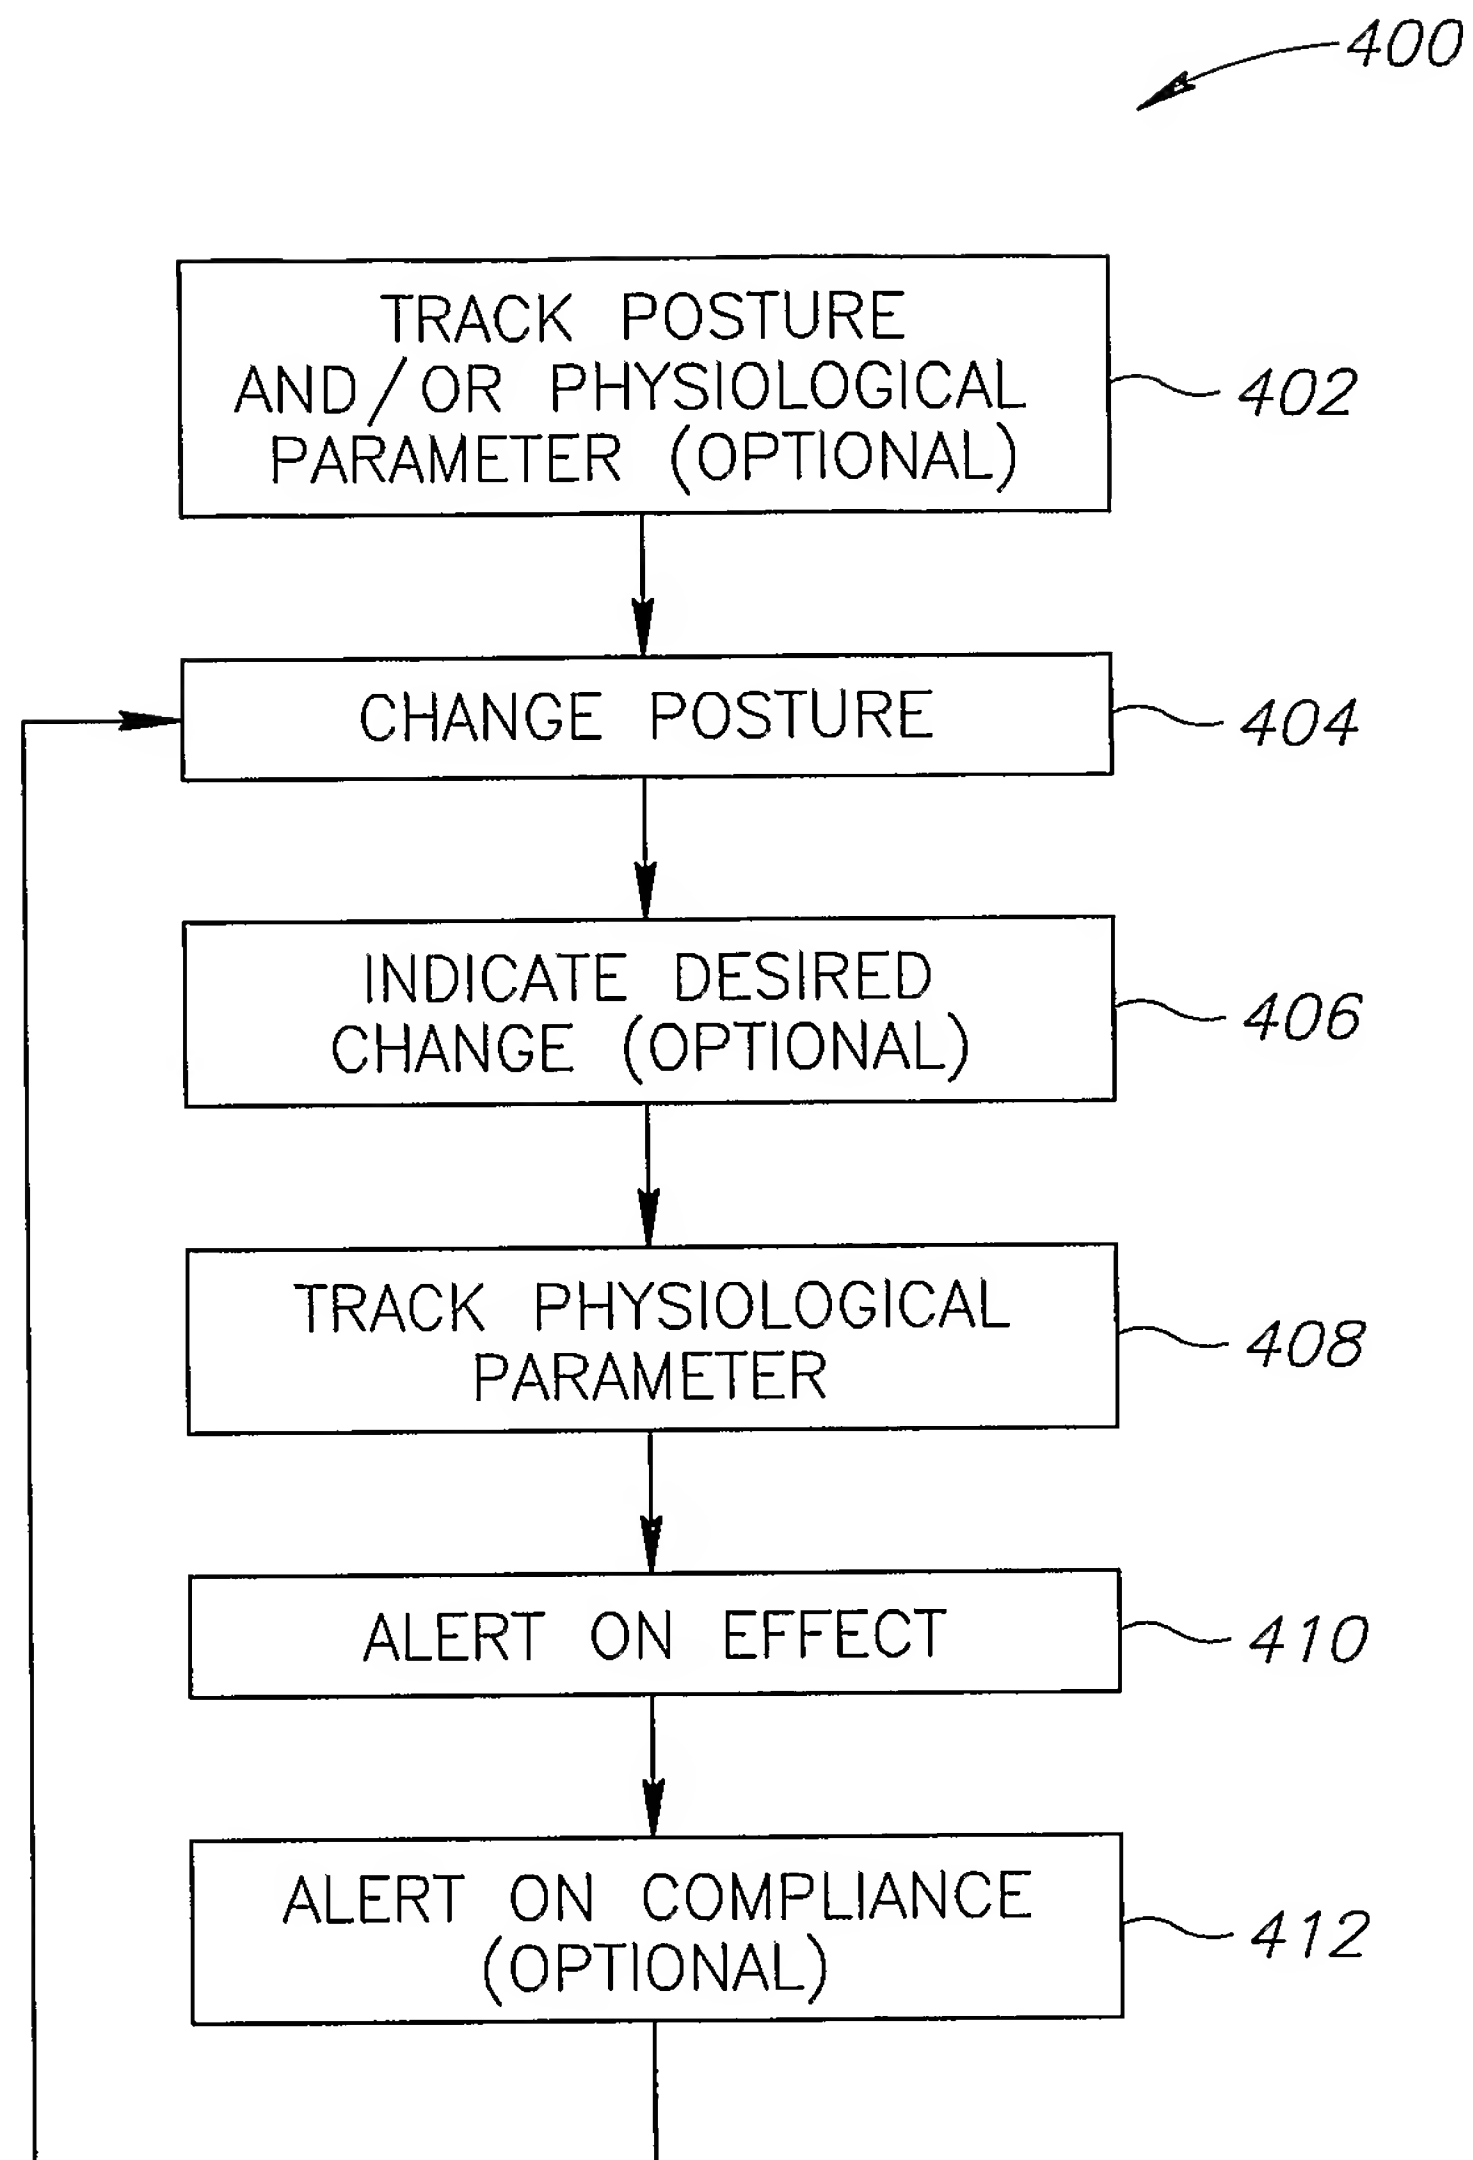 400
TRACK POSTURE
AND/OR PHYSIOLOGICAL
PARAMETER (OPTIONAL)
402
CHANGE POSTURE
404
INDICATE DESIRED
CHANGE (OPTIONAL)
406
TRACK PHYSIOLOGICAL
PARAMETER
408
ALERT ON EFFECT
410
ALERT ON COMPLIANCE
(OPTIONAL)
412